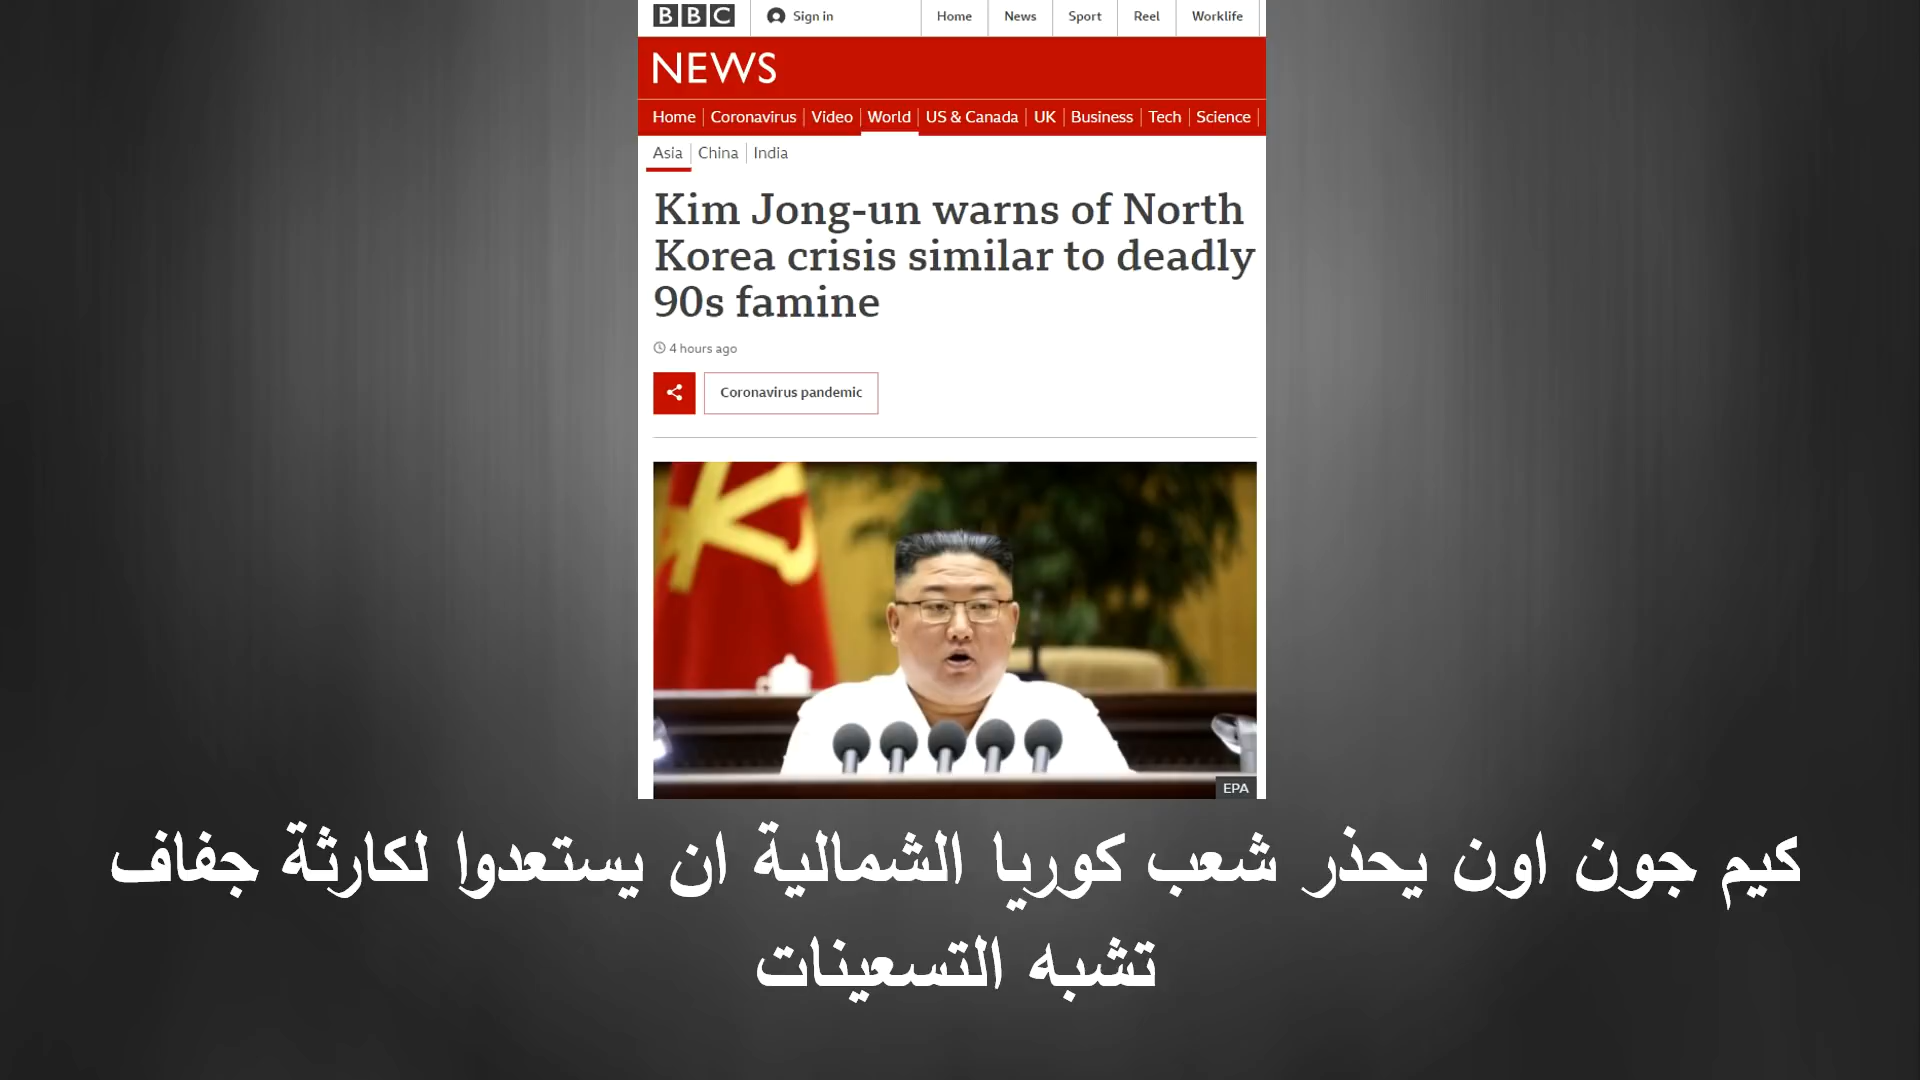 BBC Sign in Home News Sport Reel Worklife
NEWS
Home Coronavirus Video World US & Canada UK Business Tech Science
Asia China India
Kim Jong-un warns of North
Korea crisis similar to deadly
90s famine
4 hours ago
Coronavirus pandemic
EPA
كيم جون اون يحذر شعب كوريا الشمالية ان يستعدوا لكارثة جفاف
تشبه التسعينات